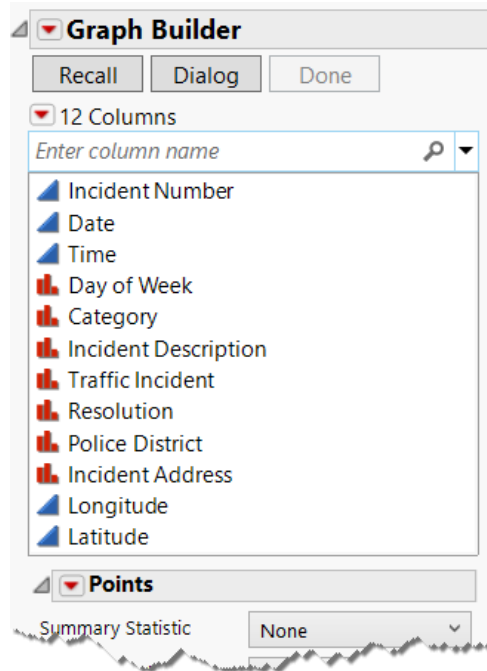 Graph Builder
Recall Dialog Done
12 Columns
Enter column name
Incident Number
Date
Time
Day of Week
Category
Incident Description
Traffic Incident
Resolution
Police District
Incident Address
Longitude
Latitude
Points
Summary Statistic None